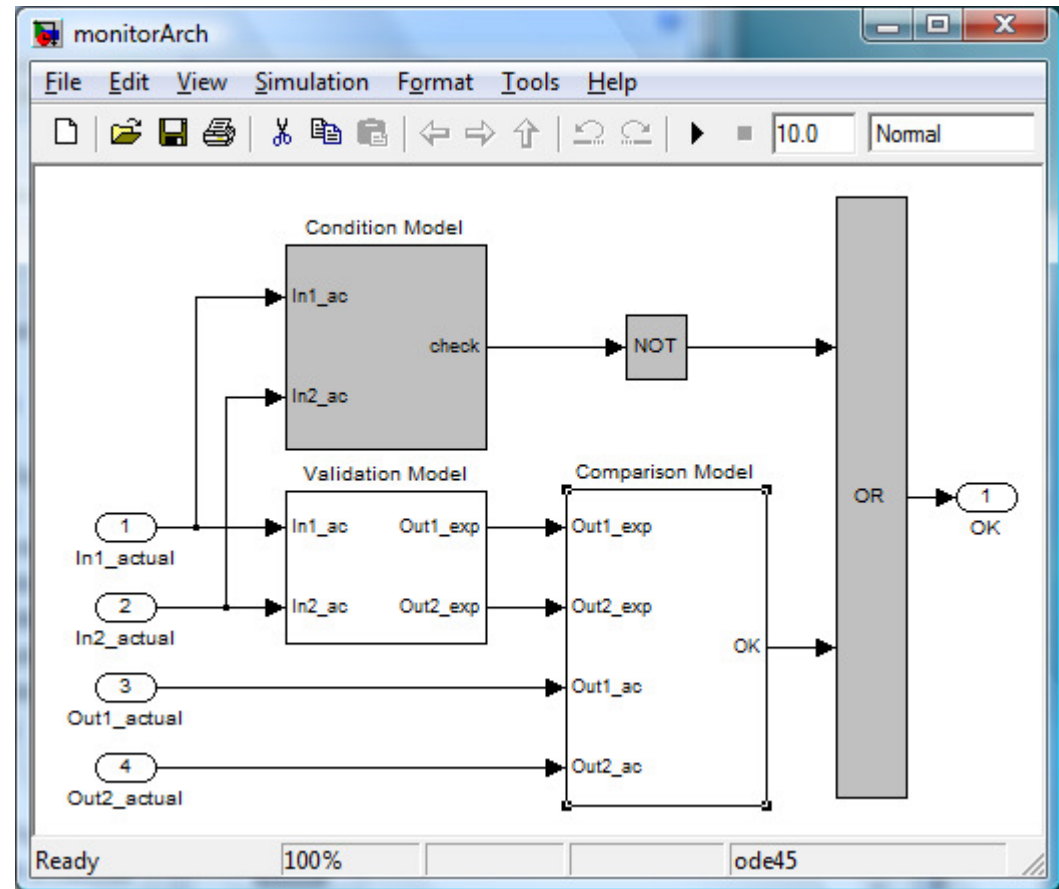 monitorArch
File Edit View Simulation Format Tools Help
10.0 Normal
Condition Model
In1_ac
check
In2_ac
NOT
Validation Model
In1_ac Out1_exp
In2_ac Out2_exp
Comparison Model
Out1_exp
Out2_exp
OK
Out1_ac
Out2_ac
OR
1
OK
1
In1_actual
2
In2_actual
3
Out1_actual
4
Out2_actual
Ready 100% ode45